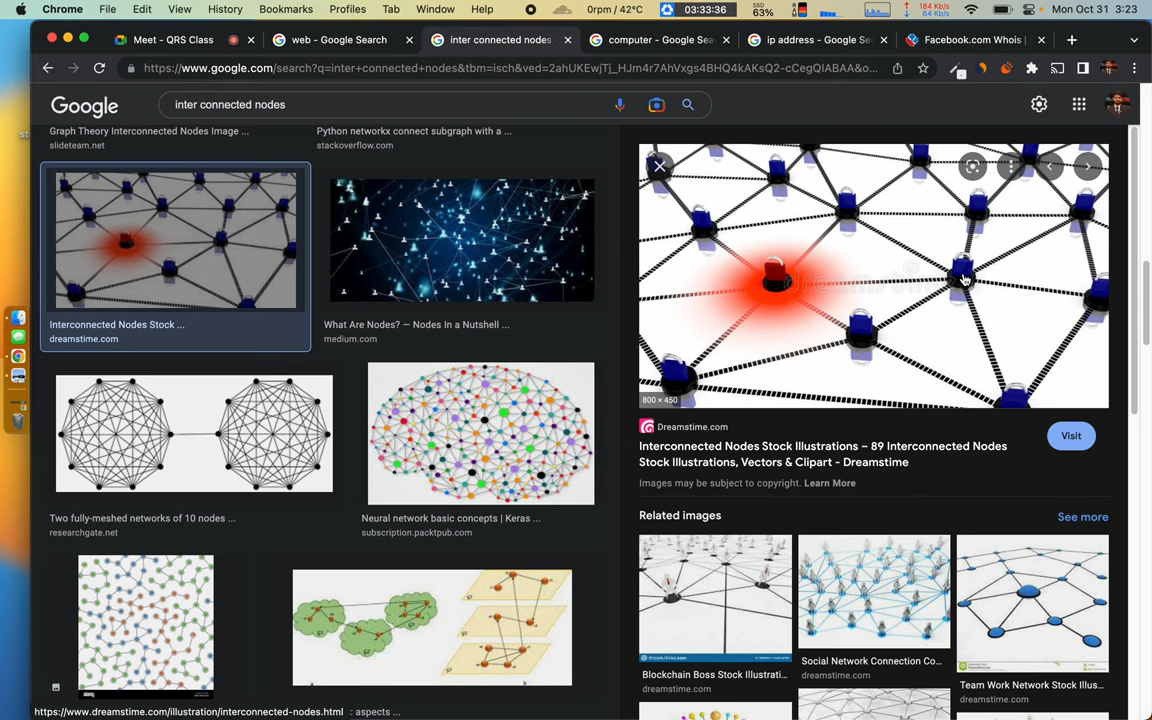 Chrome File Edit View History Bookmarks Profiles Tab Window Help
0rpm / 42°C
03:33:36
SSD
63%
184 Kb/s
64 Kb/s
Mon Oct 31 3:23
Meet - QRS Class
web - Google Search
inter connected nodes -
computer - Google Sea
ip address - Google Se
Facebook.com Whois |
https://www.google.com/search?q=inter+connected+nodes&tbm=isch&ved=2ahUKEwjTj_HJm4r7AhVxgs4BHQ4kAKsQ2-cCegQIABAA&o...
Google
inter connected nodes
Graph Theory Interconnected Nodes Image ...
slideteam.net
Python networkx connect subgraph with a ...
stackoverflow.com
Interconnected Nodes Stock ...
dreamstime.com
What Are Nodes? — Nodes In a Nutshell ...
medium.com
Two fully-meshed networks of 10 nodes ...
researchgate.net
Neural network basic concepts | Keras ...
subscription.packtpub.com
alamy
https://www.dreamstime.com/illustration/interconnected-nodes.html : aspects ...
800 × 450
Dreamstime.com
Interconnected Nodes Stock Illustrations – 89 Interconnected Nodes
Stock Illustrations, Vectors & Clipart - Dreamstime
Visit
Images may be subject to copyright. Learn More
Related images
See more
Blockchain Boss Stock Illustrati...
dreamstime.com
Social Network Connection Co...
dreamstime.com
Team Work Network Stock Illus...
dreamstime.com